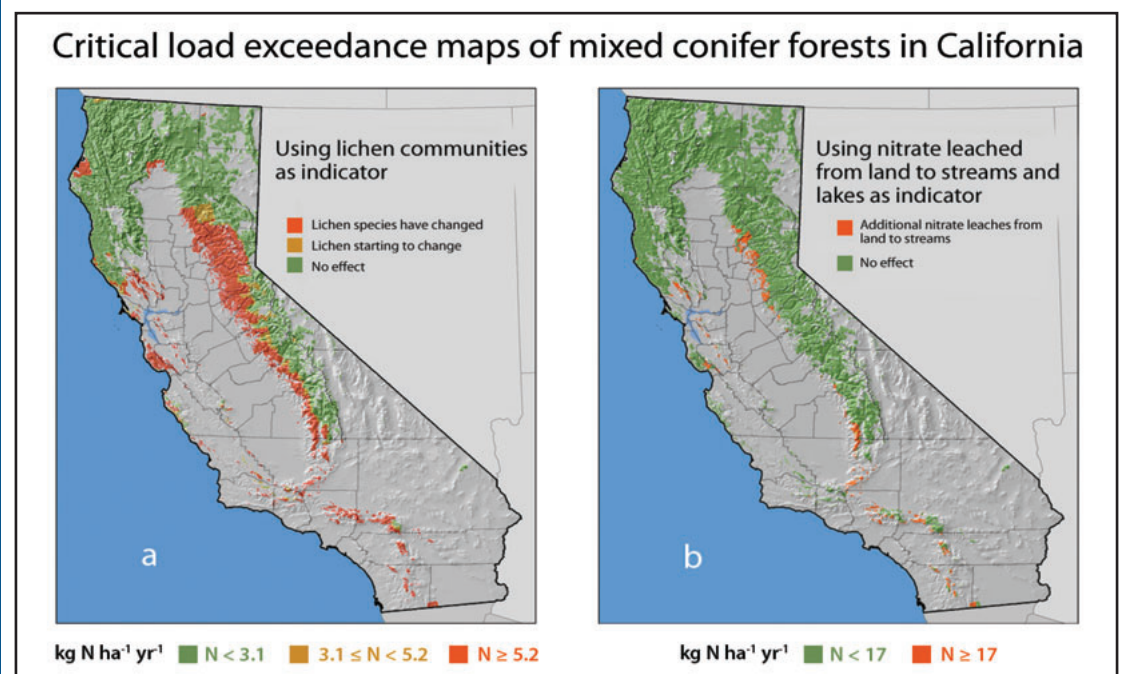 Critical load exceedance maps of mixed conifer forests in California
Using lichen communities
as indicator
Lichen species have changed
Lichen starting to change
No effect
a
Using nitrate leached
from land to streams and
lakes as indicator
Additional nitrate leaches from
land to streams
No effect
b
kg N ha⁻¹ yr⁻¹ N < 3.1 3.1 ≤ N < 5.2 N ≥ 5.2
kg N ha⁻¹ yr⁻¹ N < 17 N ≥ 17